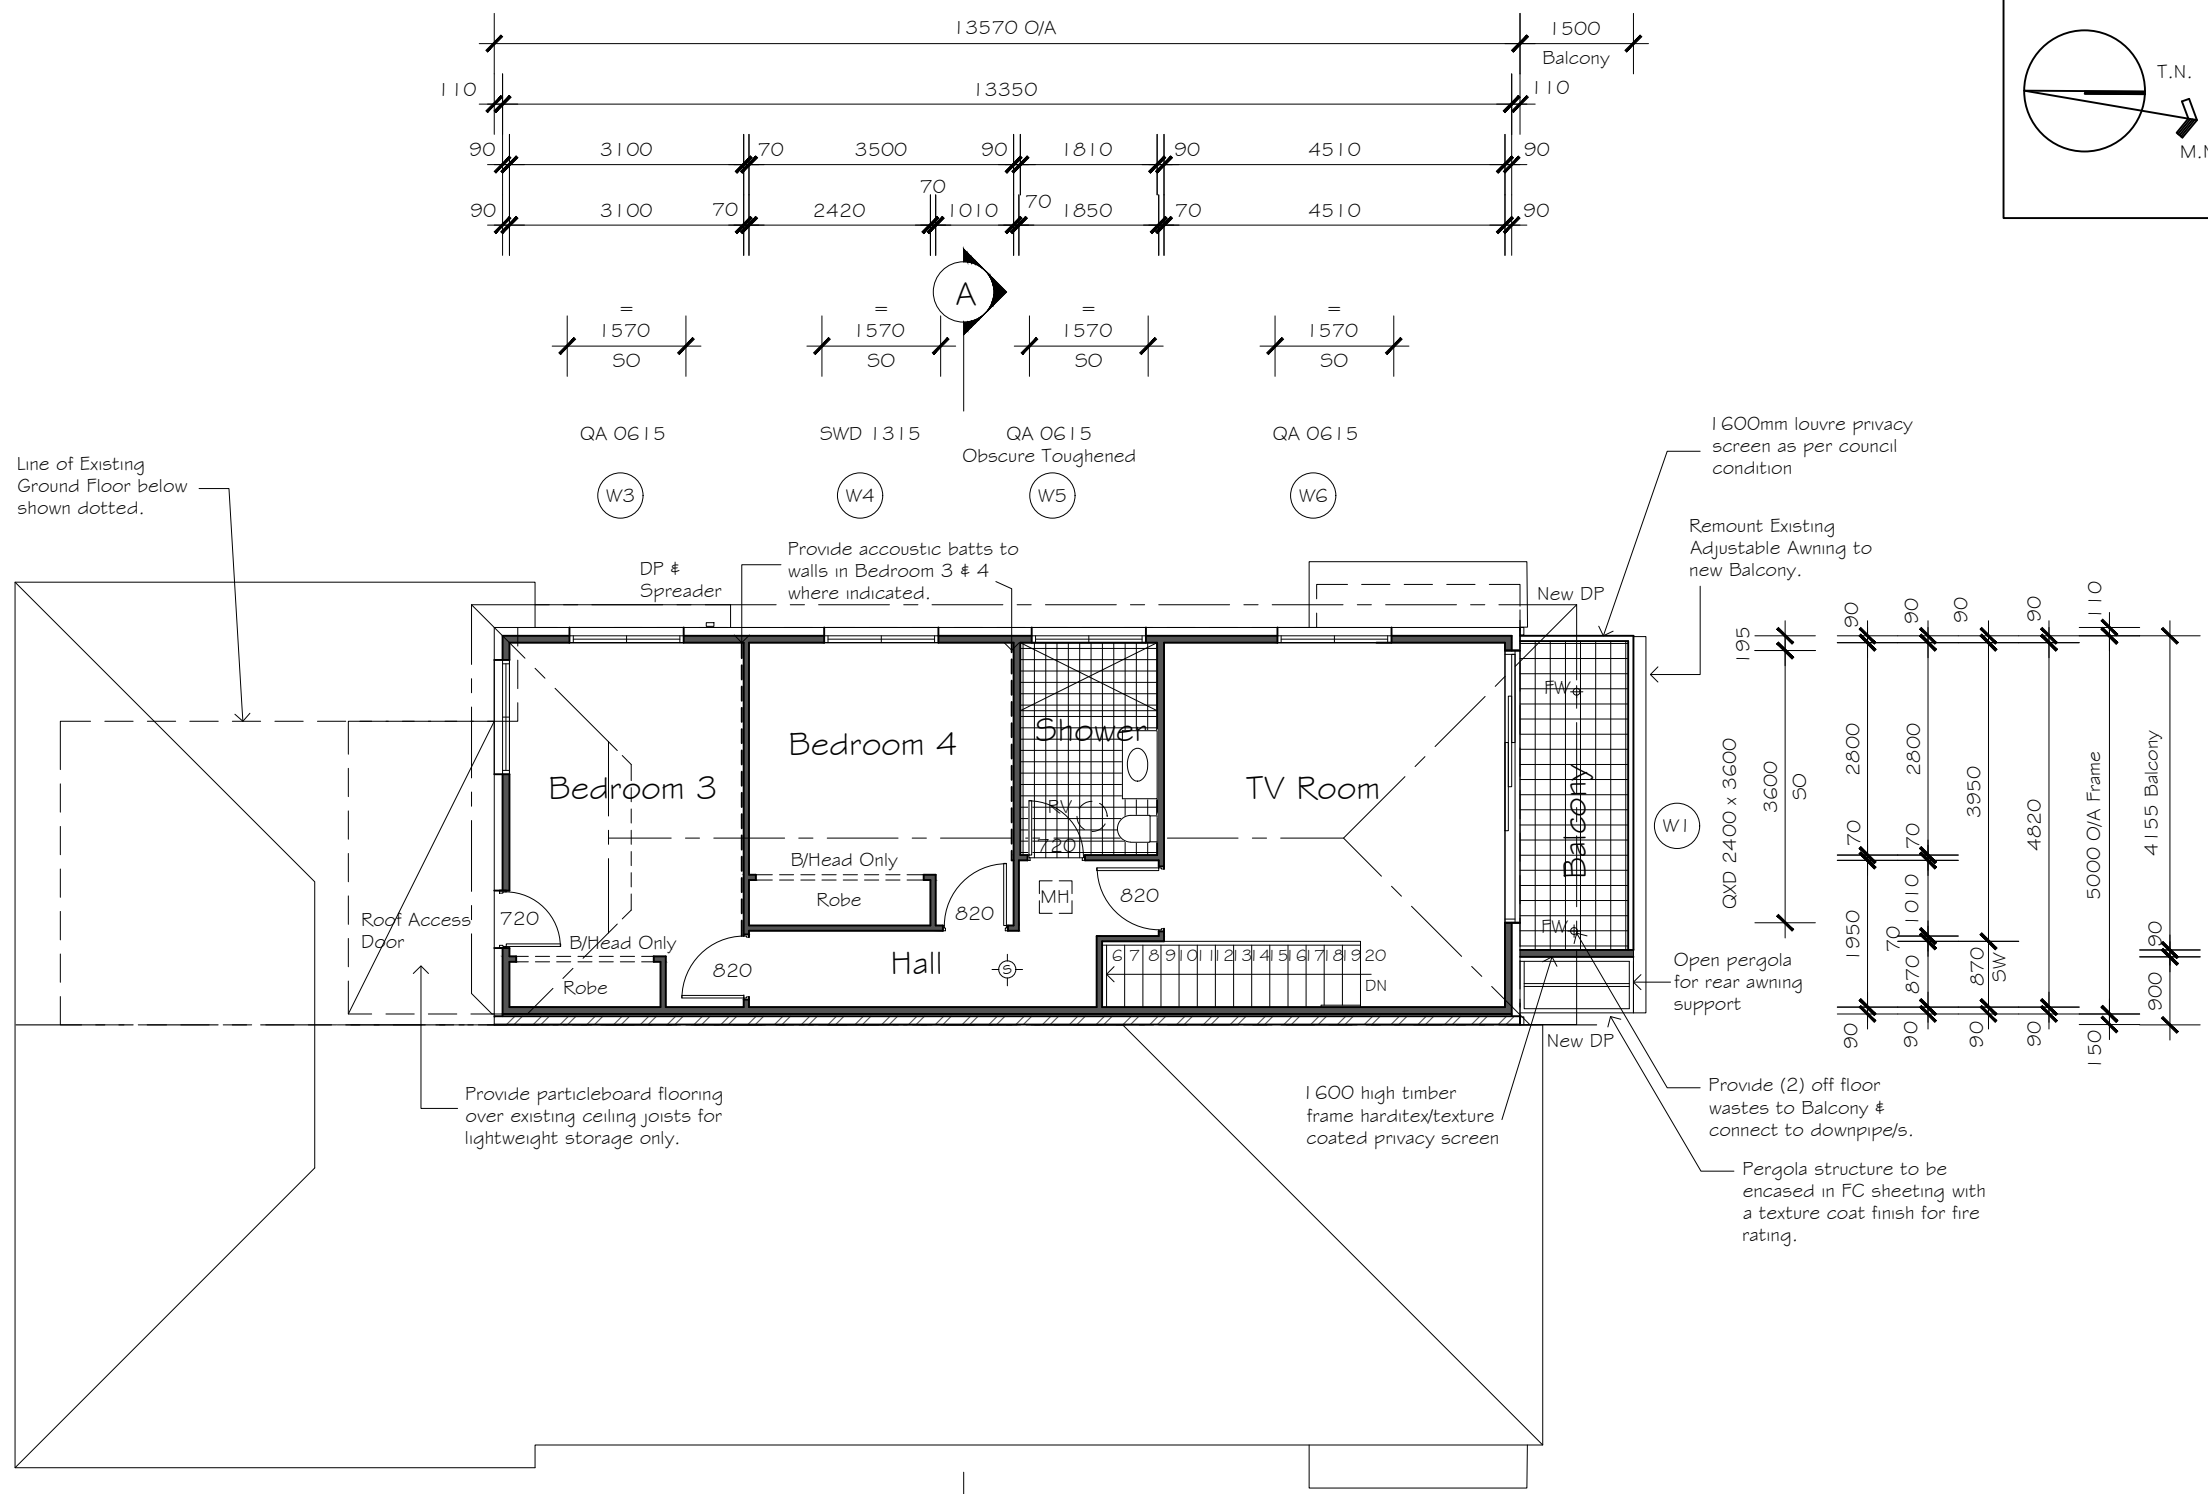 13570 O/A
1500
Balcony
T.N.
110
13350
110
90
3100
70
3500
90
1810
90
4510
90
90
3100
70
2420
70
1010
70
1850
70
4510
90
A
=
1570
SO
=
1570
SO
=
1570
SO
=
1570
SO
QA 0615
SWD 1315
QA 0615
Obscure Toughened
QA 0615
W3
W4
W5
W6
1600mm louvre privacy
screen as per council
condition
Line of Existing
Ground Floor below
shown dotted.
Remount Existing
Adjustable Awning to
new Balcony.
Provide accoustic batts to
walls in Bedroom 3 & 4
where indicated.
DP &
Spreader
New DP
Bedroom 3
Bedroom 4
Shower
TV Room
Balcony
FW
FW
RV
720
B/Head Only
Robe
MH
820
820
820
720
Roof Access
Door
B/Head Only
Robe
Hall
S
6 7 8 9 10 11 12 13 14 15 16 17 18 19 20
DN
W1
QXD 2400 x 3600
195
3600
SO
90
2800
70
1950
90
90
2800
70
1010
70
870
90
90
3950
870
SW
90
90
4820
90
110
5000 O/A Frame
150
4155 Balcony
90
900
Open pergola
for rear awning
support
New DP
Provide particleboard flooring
over existing ceiling joists for
lightweight storage only.
1600 high timber
frame harditex/texture
coated privacy screen
Provide (2) off floor
wastes to Balcony &
connect to downpipe/s.
Pergola structure to be
encased in FC sheeting with
a texture coat finish for fire
rating.